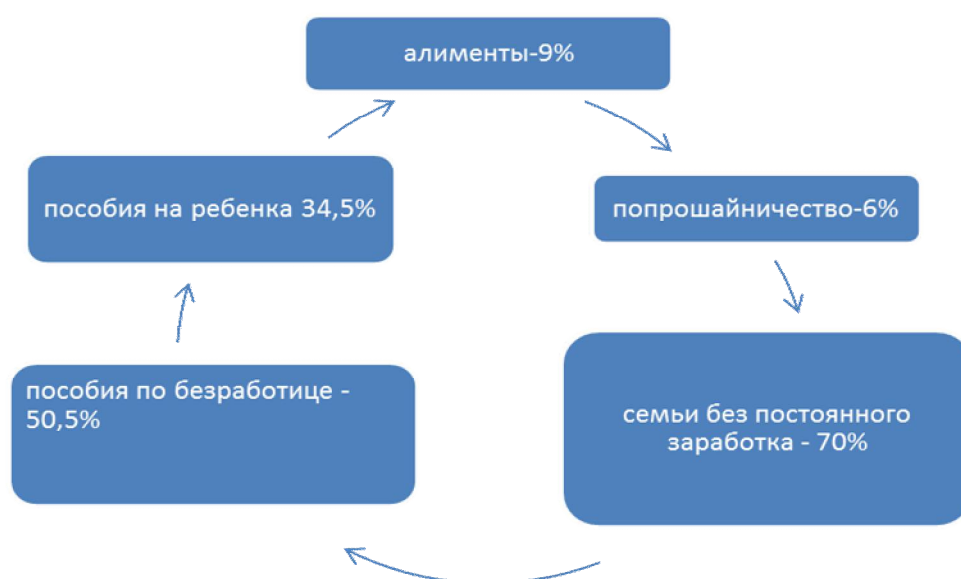 алименты-9%
пособия на ребенка 34,5%
попрошайничество-6%
пособия по безработице -
50,5%
семьи без постоянного
заработка - 70%